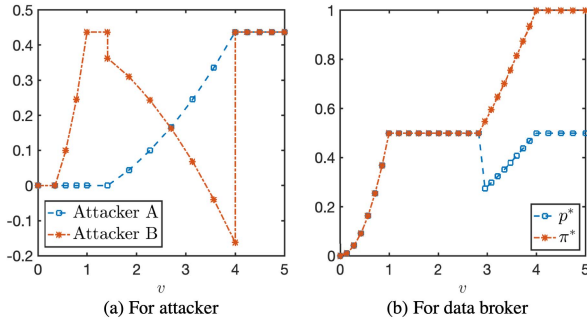 0.5
0.4
0.3
0.2
0.1
0
-0.1
-0.2
Attacker A
Attacker B
0 1 2 3 4 5
v
(a) For attacker
1
0.8
0.6
0.4
0.2
0
p*
π*
0 1 2 3 4 5
v
(b) For data broker